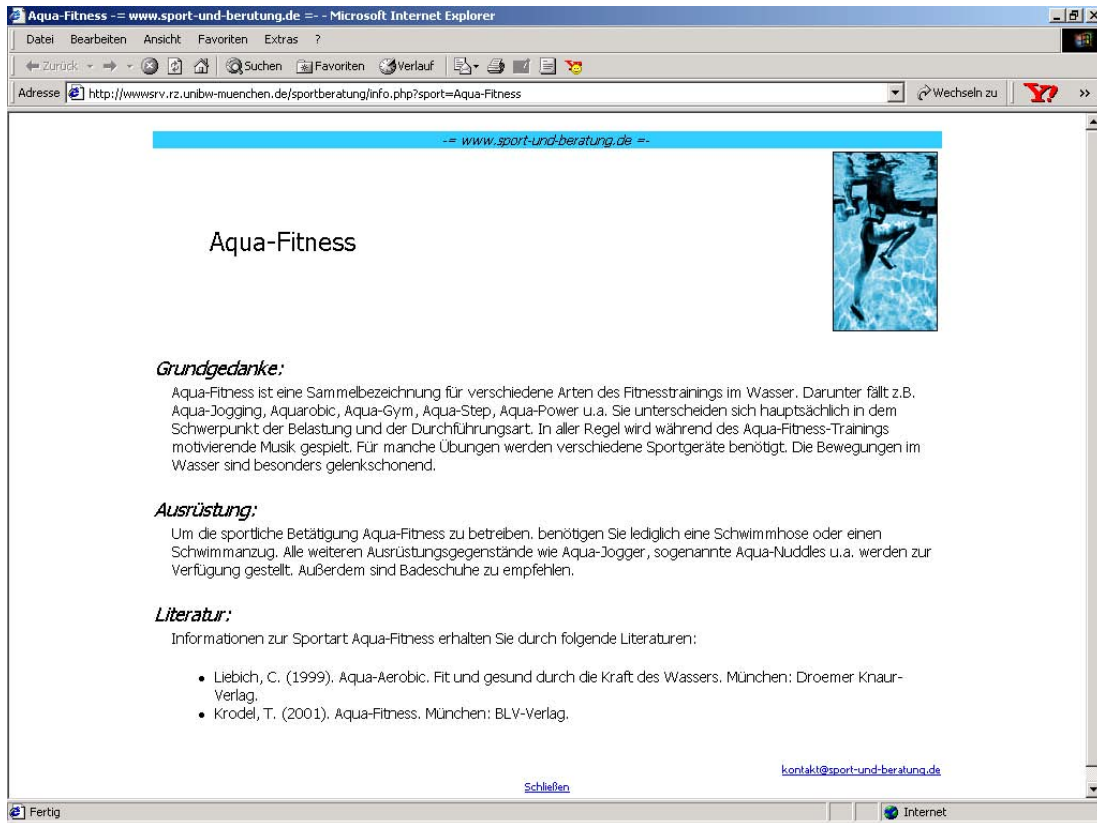 Aqua-Fitness -= www.sport-und-berutung.de =- - Microsoft Internet Explorer
Datei Bearbeiten Ansicht Favoriten Extras ?
Zurück Suchen Favoriten Verlauf
Adresse http://wwwsrv.rz.unibw-muenchen.de/sportberatung/info.php?sport=Aqua-Fitness Wechseln zu Y? »
-= www.sport-und-beratung.de =-
Aqua-Fitness
Grundgedanke:
Aqua-Fitness ist eine Sammelbezeichnung für verschiedene Arten des Fitnesstrainings im Wasser. Darunter fällt z.B.
Aqua-Jogging, Aquarobic, Aqua-Gym, Aqua-Step, Aqua-Power u.a. Sie unterscheiden sich hauptsächlich in dem
Schwerpunkt der Belastung und der Durchführungsart. In aller Regel wird während des Aqua-Fitness-Trainings
motivierende Musik gespielt. Für manche Übungen werden verschiedene Sportgeräte benötigt. Die Bewegungen im
Wasser sind besonders gelenkschonend.
Ausrüstung:
Um die sportliche Betätigung Aqua-Fitness zu betreiben. benötigen Sie lediglich eine Schwimmhose oder einen
Schwimmanzug. Alle weiteren Ausrüstungsgegenstände wie Aqua-Jogger, sogenannte Aqua-Nuddles u.a. werden zur
Verfügung gestellt. Außerdem sind Badeschuhe zu empfehlen.
Literatur:
Informationen zur Sportart Aqua-Fitness erhalten Sie durch folgende Literaturen:
• Liebich, C. (1999). Aqua-Aerobic. Fit und gesund durch die Kraft des Wassers. München: Droemer Knaur-
Verlag.
• Krodel, T. (2001). Aqua-Fitness. München: BLV-Verlag.
kontakt@sport-und-beratung.de
Schließen
Fertig Internet